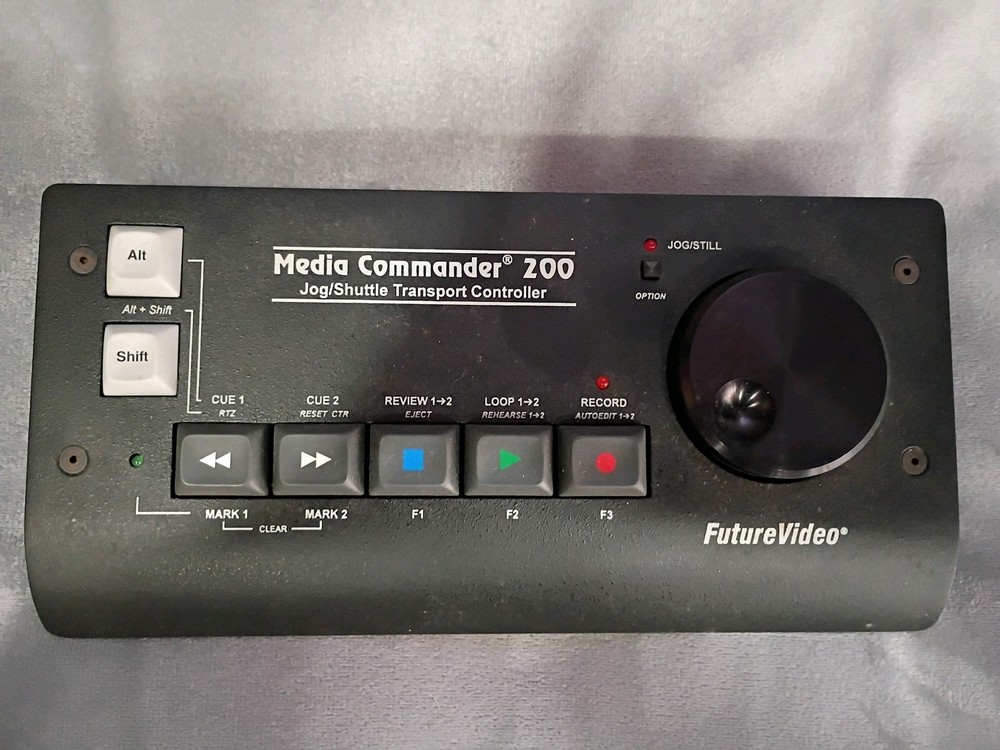 Alt
Alt + Shift
Shift
Media Commander® 200
Jog/Shuttle Transport Controller
JOG/STILL
OPTION
CUE 1
RTZ
CUE 2
RESET CTR
REVIEW 1→2
EJECT
LOOP 1→2
REHEARSE 1→2
RECORD
AUTOEDIT 1→2
MARK 1
MARK 2
CLEAR
F1
F2
F3
FutureVideo®